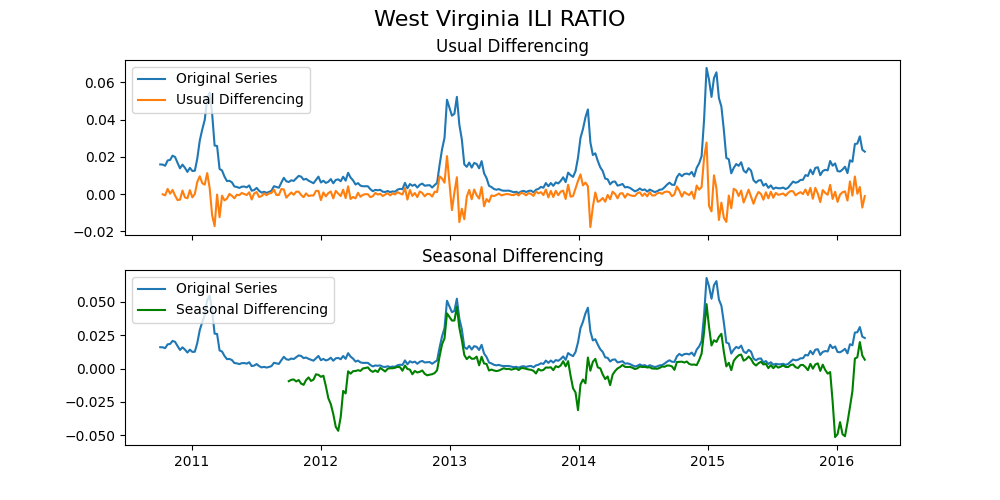 West Virginia ILI RATIO
Usual Differencing
Original Series
Usual Differencing
0.06
0.04
0.02
0.00
−0.02
Seasonal Differencing
Original Series
Seasonal Differencing
0.050
0.025
0.000
−0.025
−0.050
2011 2012 2013 2014 2015 2016